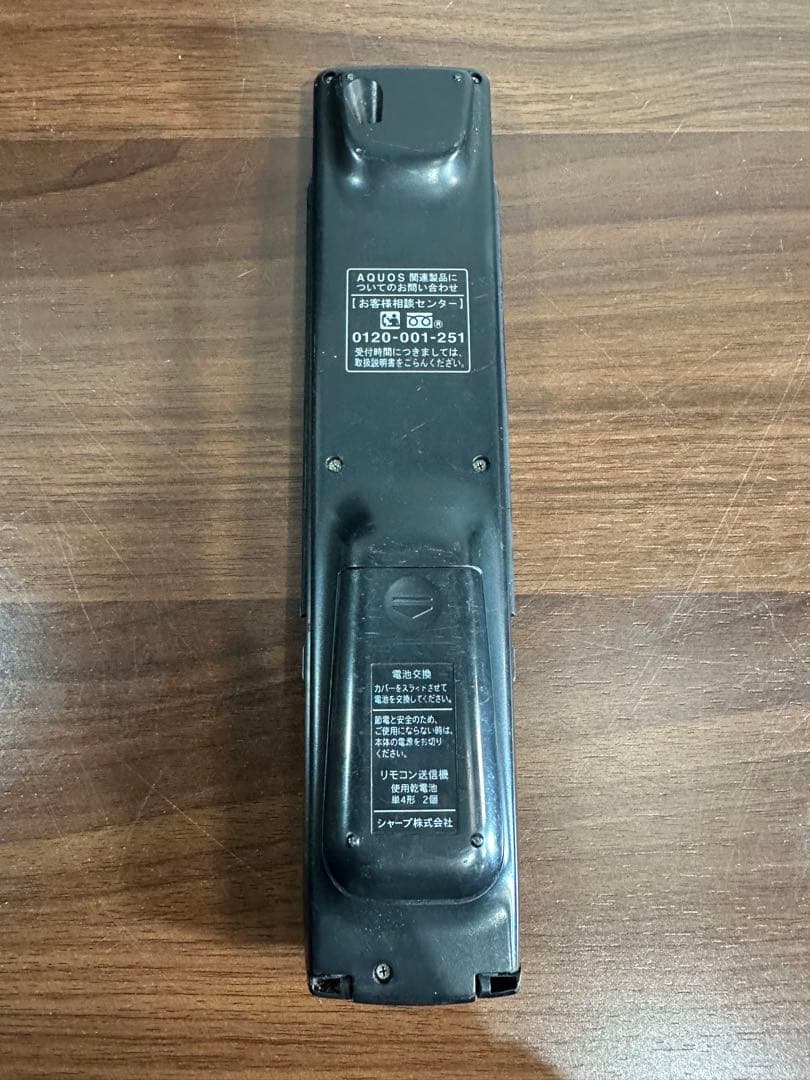 AQUOS 関連製品に
ついてのお問い合わせ
【お客様相談センター】
®
0120-001-251
受付時間につきましては、
取扱説明書をごらんください。
電池交換
カバーをスライドさせて
電池を交換してください。
節電と安全のため、
ご使用にならない時は、
本体の電源をお切り
ください。
リモコン送信機
使用乾電池
単4形 2個
シャープ株式会社